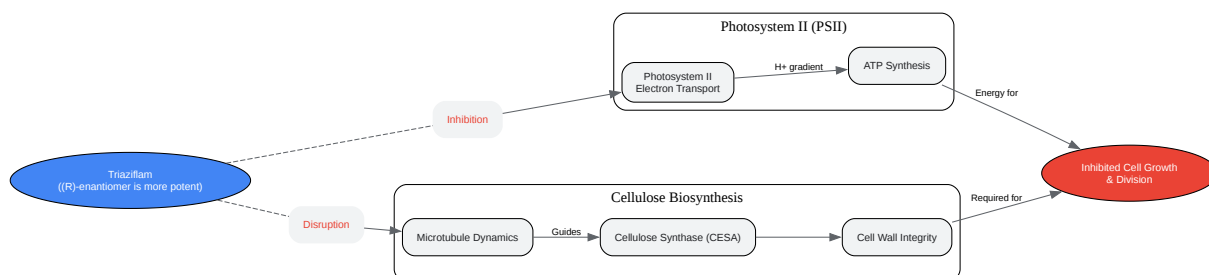 Photosystem II (PSII)
Photosystem II
Electron Transport
H+ gradient
ATP Synthesis
Energy for
Inhibition
Triaziflam
((R)-enantiomer is more potent)
Inhibited Cell Growth
& Division
Disruption
Cellulose Biosynthesis
Microtubule Dynamics
Guides
Cellulose Synthase (CESA)
Cell Wall Integrity
Required for